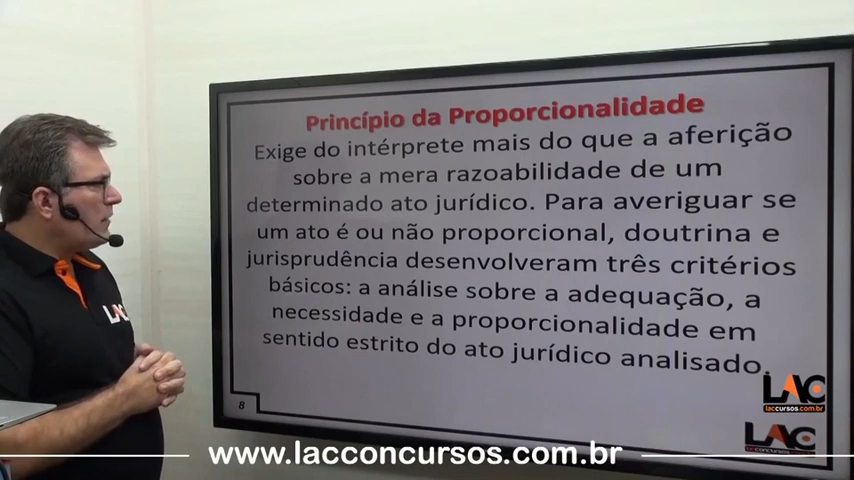 Princípio da Proporcionalidade
Exige do intérprete mais do que a aferição
sobre a mera razoabilidade de um
determinado ato jurídico. Para averiguar se
um ato é ou não proporcional, doutrina e
jurisprudência desenvolveram três critérios
básicos: a análise sobre a adequação, a
necessidade e a proporcionalidade em
sentido estrito do ato jurídico analisado.
8
LAC
LAC
laccursos.com.br
LAC
www.lacconcursos.com.br